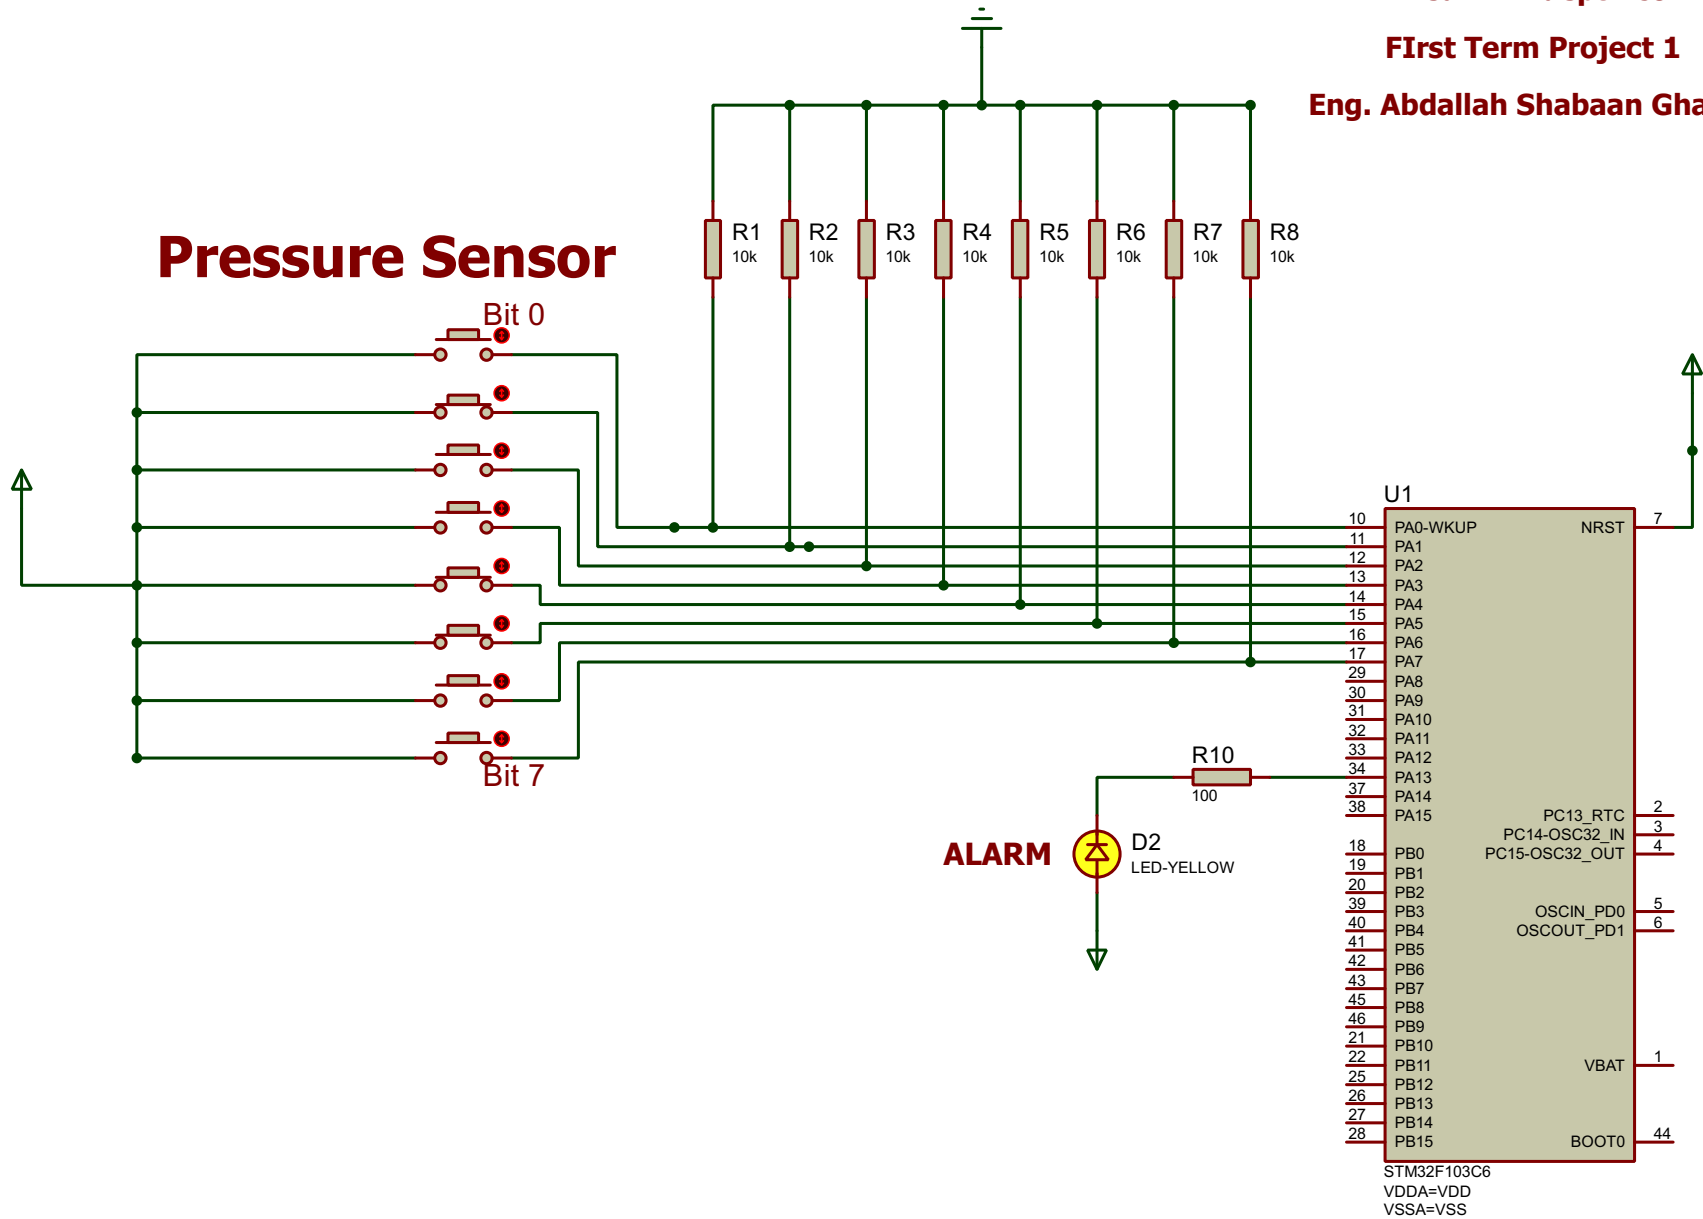 FIrst Term Project 1
Eng. Abdallah Shabaan
Pressure Sensor
R1
10k
R2
10k
R3
10k
R4
10k
R5
10k
R6
10k
R7
10k
R8
10k
Bit 0
Bit 7
R10
100
ALARM
D2
LED-YELLOW
U1
10 PA0-WKUP
11 PA1
12 PA2
13 PA3
14 PA4
15 PA5
16 PA6
17 PA7
29 PA8
30 PA9
31 PA10
32 PA11
33 PA12
34 PA13
37 PA14
38 PA15
18 PB0
19 PB1
20 PB2
39 PB3
40 PB4
41 PB5
42 PB6
43 PB7
45 PB8
46 PB9
21 PB10
22 PB11
25 PB12
26 PB13
27 PB14
28 PB15
NRST 7
PC13_RTC 2
PC14-OSC32_IN 3
PC15-OSC32_OUT 4
OSCIN_PD0 5
OSCOUT_PD1 6
VBAT 1
BOOT0 44
STM32F103C6
VDDA=VDD
VSSA=VSS